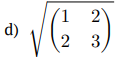 d) √(1 2
2 3)